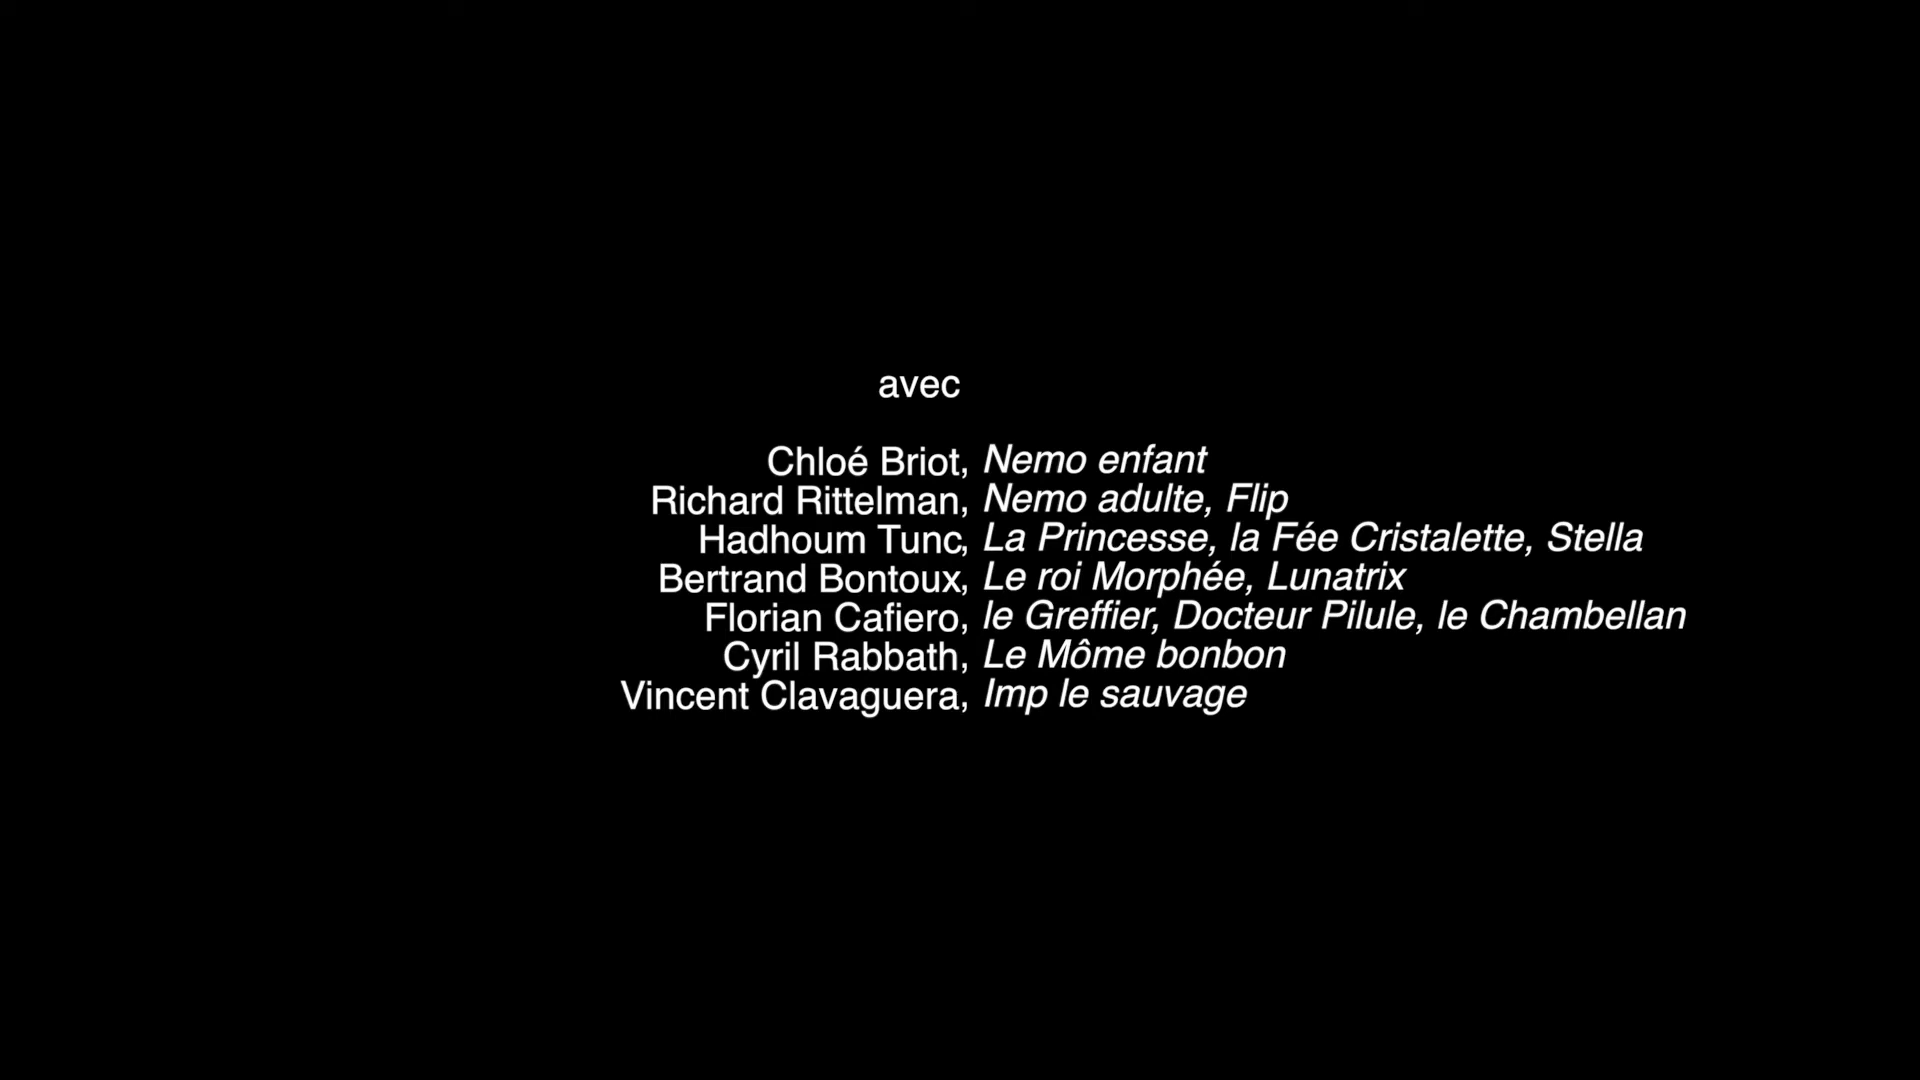 avec
Chloé Briot, Nemo enfant
Richard Rittelman, Nemo adulte, Flip
Hadhoum Tunc, La Princesse, la Fée Cristalette, Stella
Bertrand Bontoux, Le roi Morphée, Lunatrix
Florian Cafiero, le Greffier, Docteur Pilule, le Chambellan
Cyril Rabbath, Le Môme bonbon
Vincent Clavaguera, Imp le sauvage